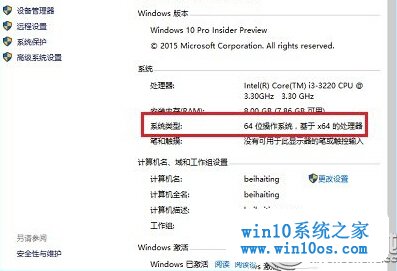 设备管理器
远程设置
系统保护
高级系统设置
Windows 版本
Windows 10 Pro Insider Preview
© 2015 Microsoft Corporation. All rights
系统
处理器: Intel(R) Core(TM) i3-3220 CPU @
3.30GHz 3.30 GHz
安装内存(RAM): 8.00 GB (7.86 GB 可用)
系统类型: 64 位操作系统，基于 x64 的处理器
笔和触摸: 没有可用于此显示器的笔或触控输入
计算机名、域和工作组设置
计算机名: beihaiting 更改设置
计算机全名: beihaiting
计算机描述:
工作组:
Windows 激活
Windows 已激活 阅读
另请参阅
安全性与维护
win10系统之家
www.win10os.com